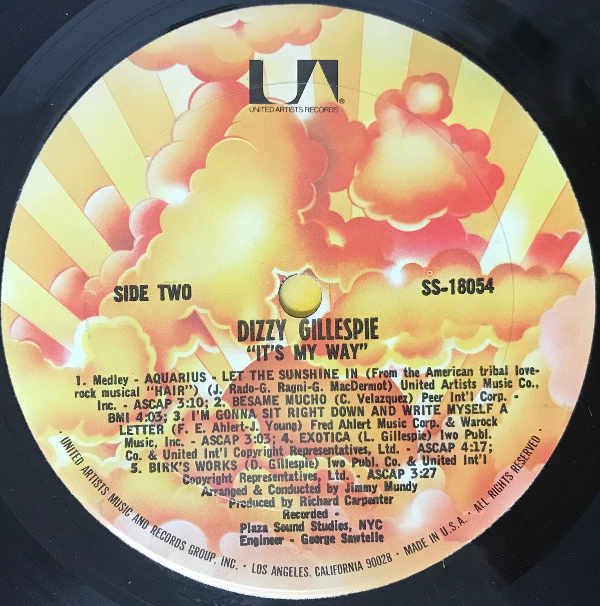 UA
UNITED ARTISTS RECORDS®
SIDE TWO
SS-18054
DIZZY GILLESPIE
"IT'S MY WAY"
1. Medley - AQUARIUS - LET THE SUNSHINE IN (From the American tribal love-
rock musical "HAIR") (J. Rado-G. Ragni-G. MacDermot) United Artists Music Co.,
Inc. - ASCAP 3:10; 2. BESAME MUCHO (C. Velazquez) Peer Int'l Corp. -
BMI 4:03; 3. I'M GONNA SIT RIGHT DOWN AND WRITE MYSELF A
LETTER (F. E. Ahlert-J. Young) Fred Ahlert Music Corp. & Warock
Music, Inc. - ASCAP 3:03; 4. EXOTICA (L. Gillespie) Iwo Publ.
Co. & United Int'l Copyright Representatives, Ltd. - ASCAP 4:17;
5. BIRK'S WORKS (D. Gillespie) Iwo Publ. Co. & United Int'l
Copyright Representatives, Ltd. - ASCAP 3:27
Arranged & Conducted by Jimmy Mundy
Produced by Richard Carpenter
Recorded -
Plaza Sound Studies, NYC
Engineer - George Sawtelle
· UNITED ARTISTS MUSIC AND RECORDS GROUP, INC. · LOS ANGELES, CALIFORNIA 90028 · MADE IN U.S.A. · ALL RIGHTS RESERVED ·